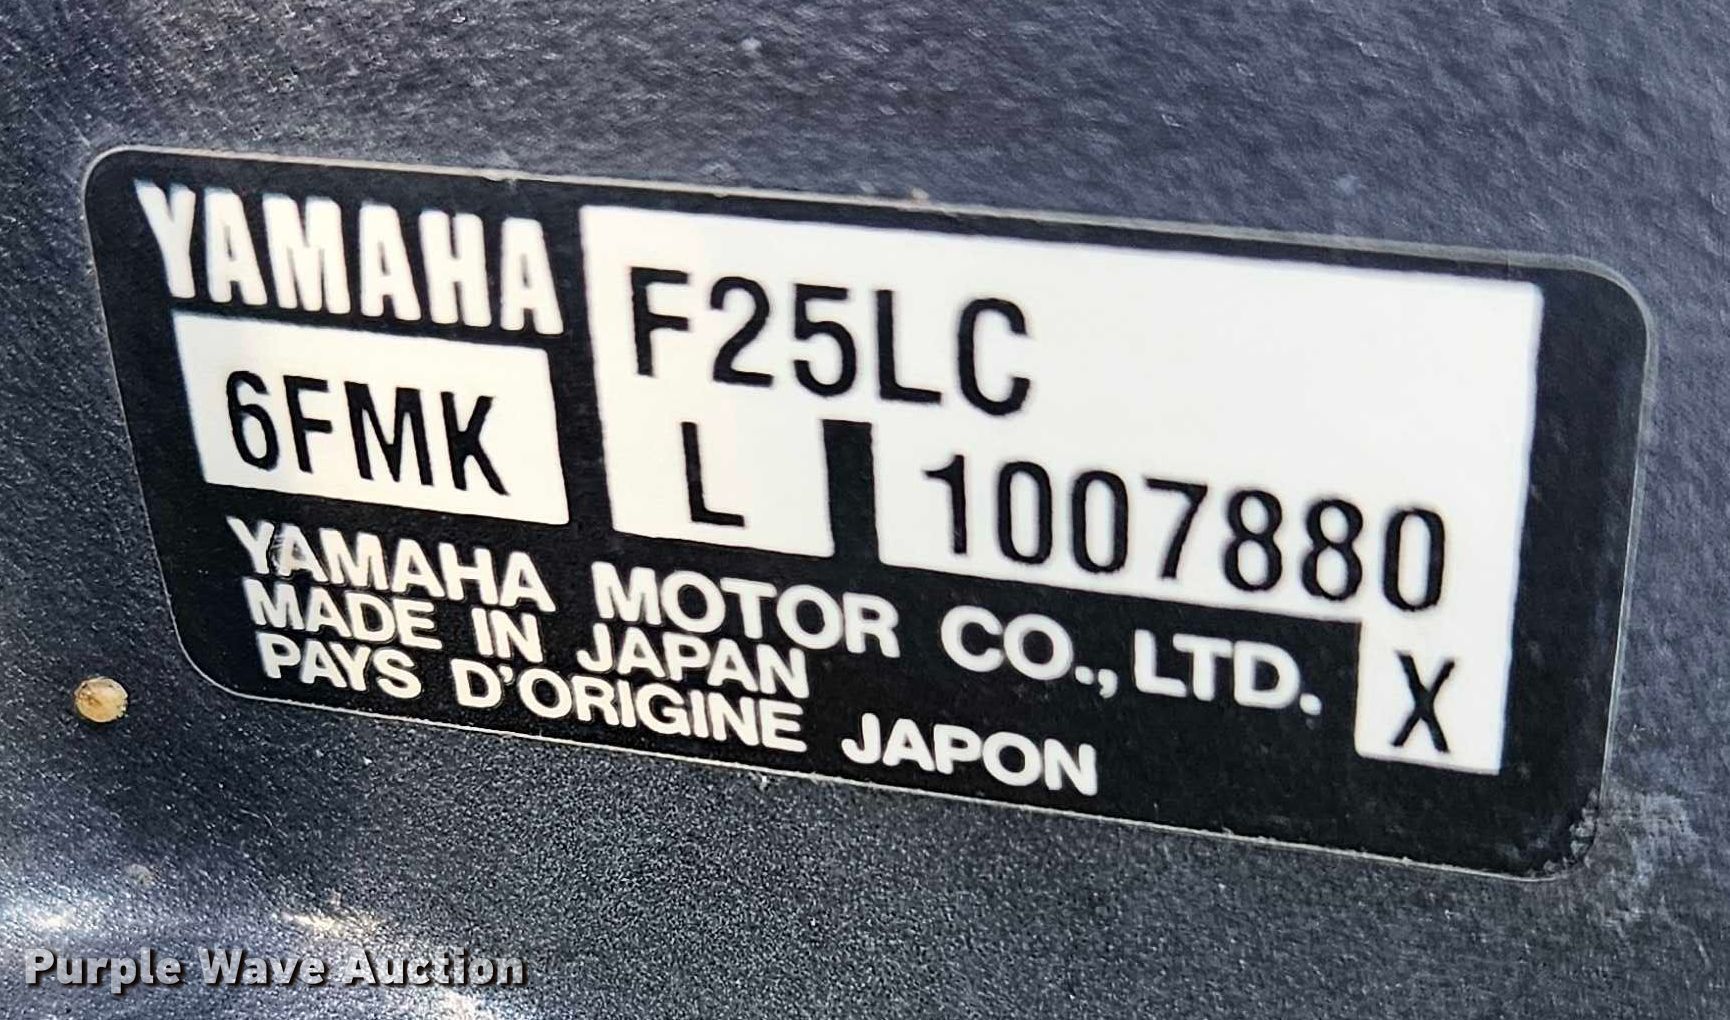 YAMAHA
F25LC
6FMK
L 1007880
X
YAMAHA MOTOR CO., LTD.
MADE IN JAPAN
PAYS D'ORIGINE JAPON
Purple Wave Auction